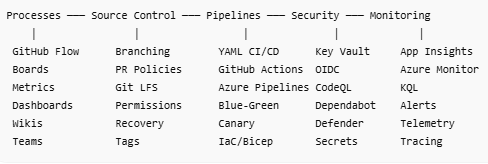 Processes ─── Source Control ─── Pipelines ─── Security ─── Monitoring
│ │ │ │ │
GitHub Flow Branching YAML CI/CD Key Vault App Insights
Boards PR Policies GitHub Actions OIDC Azure Monitor
Metrics Git LFS Azure Pipelines CodeQL KQL
Dashboards Permissions Blue-Green Dependabot Alerts
Wikis Recovery Canary Defender Telemetry
Teams Tags IaC/Bicep Secrets Tracing